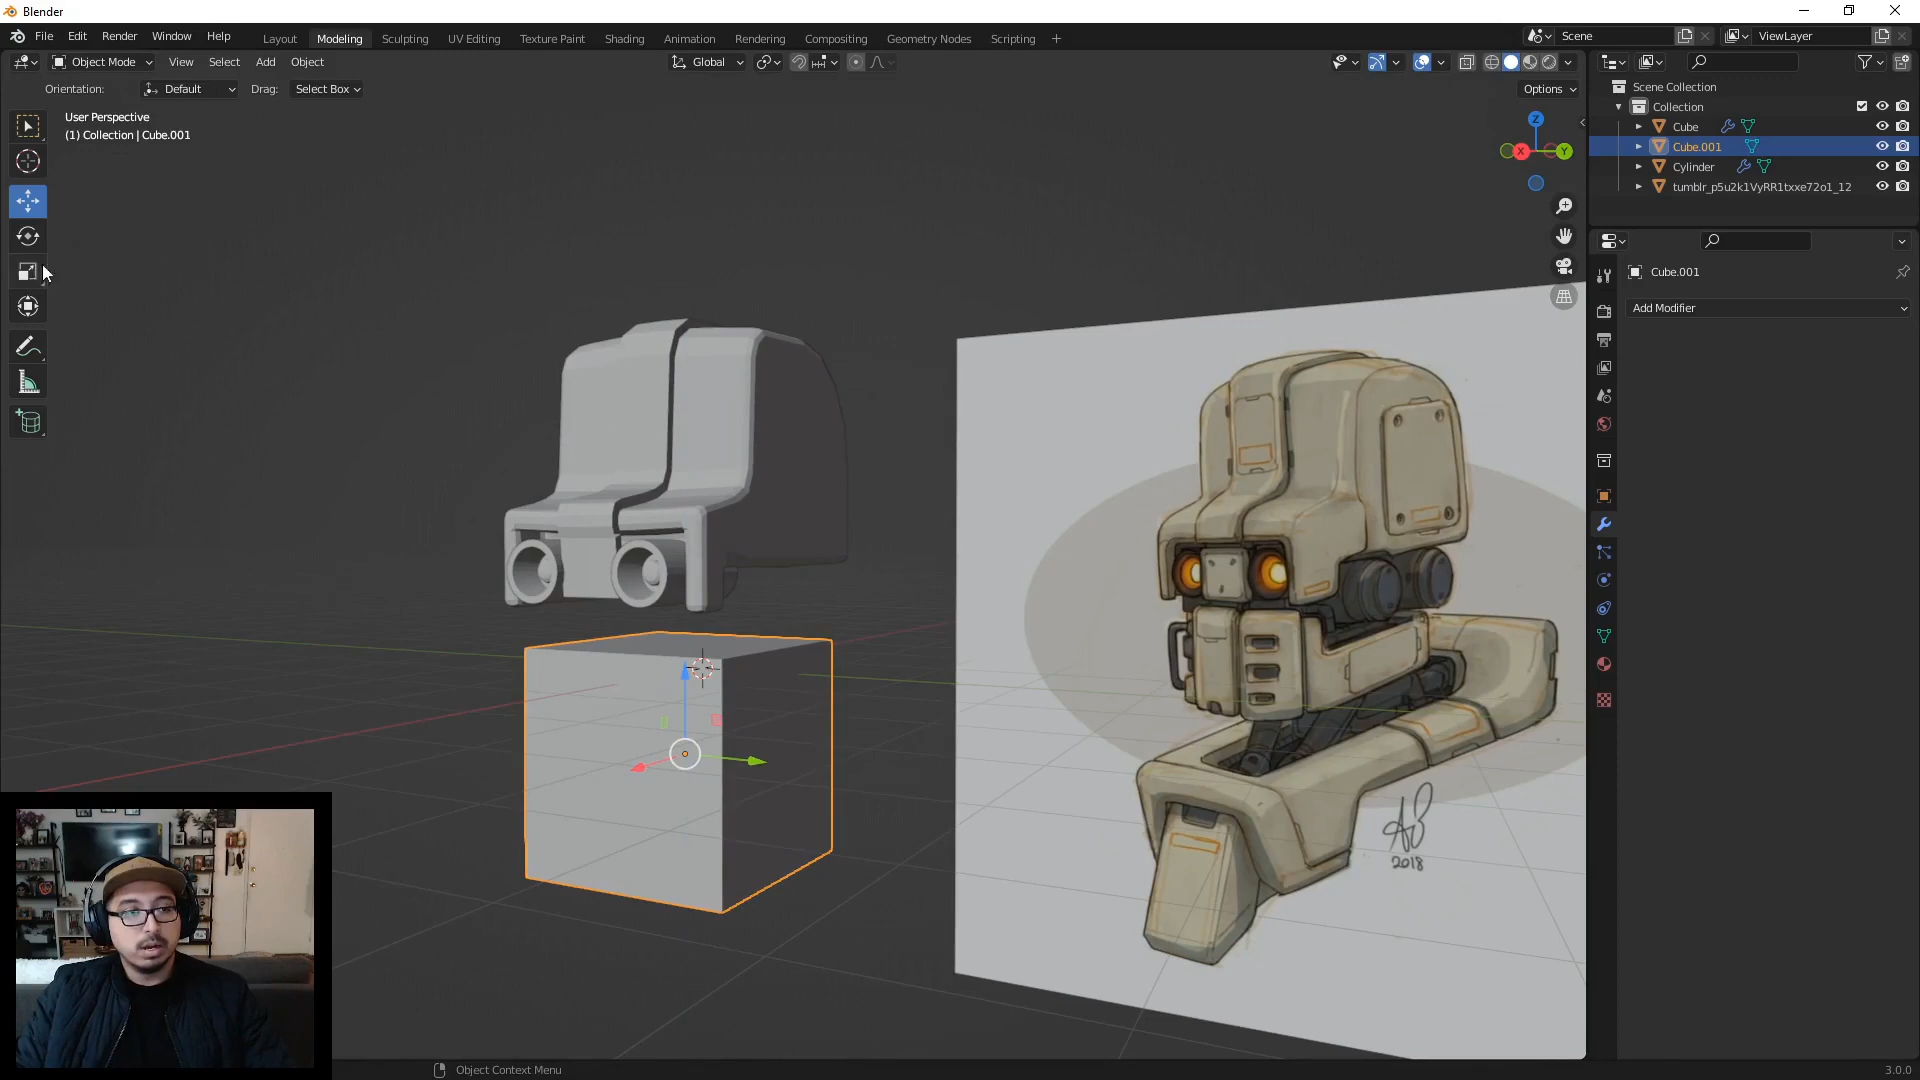 Blender
File Edit Render Window Help
Layout Modeling Sculpting UV Editing Texture Paint Shading Animation Rendering Compositing Geometry Nodes Scripting +
Scene
ViewLayer
Object Mode View Select Add Object
Global
Orientation: Default Drag: Select Box
Options
User Perspective
(1) Collection | Cube.001
Z
X
Y
Scene Collection
Collection
Cube
Cube.001
Cylinder
tumblr_p5u2k1VyRR1txxe72o1_12
Cube.001
Add Modifier
AB
2018
Object Context Menu
3.0.0